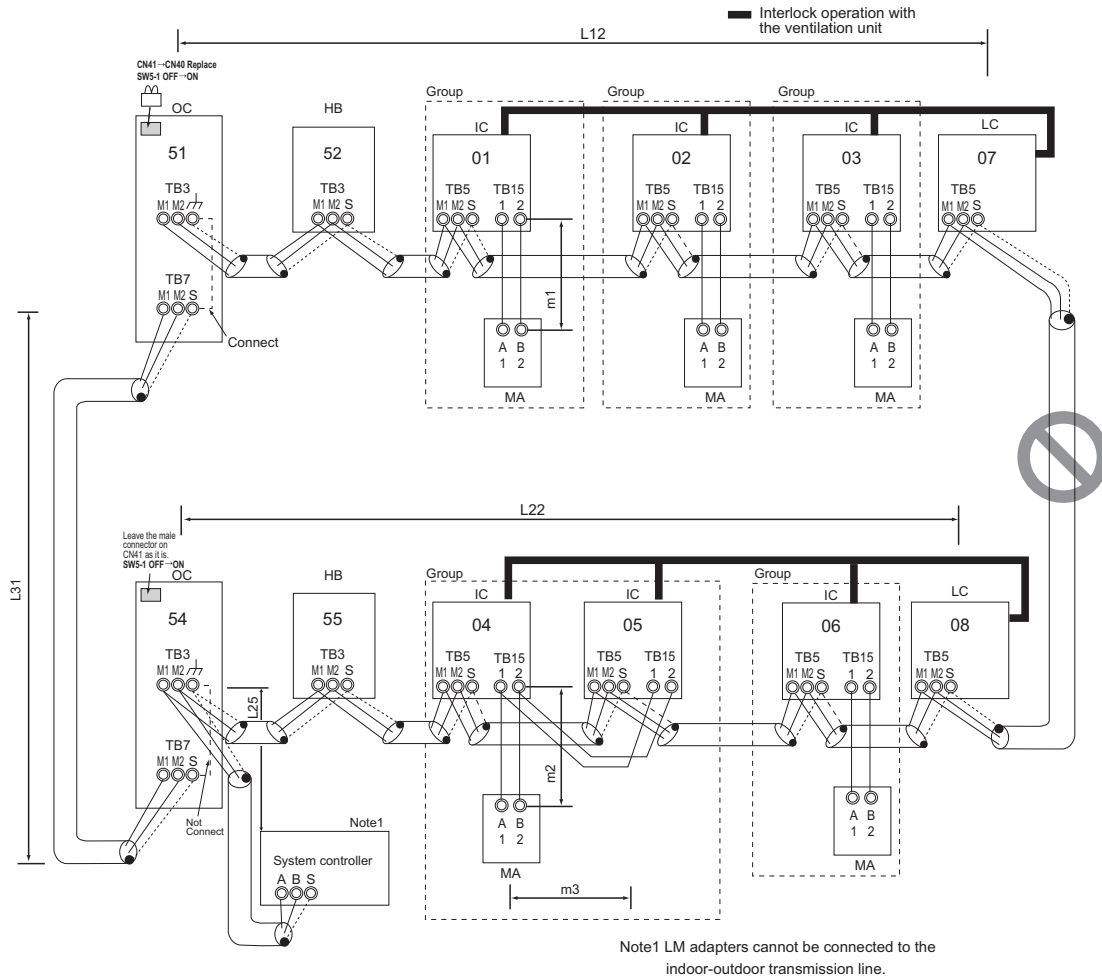 Interlock operation with
the ventilation unit
L12
CN41→CN40 Replace
SW5-1 OFF→ON
OC
51
TB3
M1 M2
TB7
M1 M2 S
Connect
HB
52
TB3
M1 M2 S
Group
IC
01
TB5 TB15
M1 M2 S 1 2
m1
A B
1 2
MA
Group
IC
02
TB5 TB15
M1 M2 S 1 2
A B
1 2
MA
Group
IC
03
TB5 TB15
M1 M2 S 1 2
A B
1 2
MA
LC
07
TB5
M1 M2 S
L31
L22
Leave the male
connector on
CN41 as it is.
SW5-1 OFF→ON
OC
54
TB3
M1 M2
TB7
M1 M2 S
Not
Connect
L25
HB
55
TB3
M1 M2 S
Note1
System controller
A B S
Group
IC
04
TB5 TB15
M1 M2 S 1 2
IC
05
TB5 TB15
M1 M2 S 1 2
m2
A B
1 2
MA
m3
Group
IC
06
TB5 TB15
M1 M2 S 1 2
A B
1 2
MA
LC
08
TB5
M1 M2 S
Note1 LM adapters cannot be connected to the
indoor-outdoor transmission line.